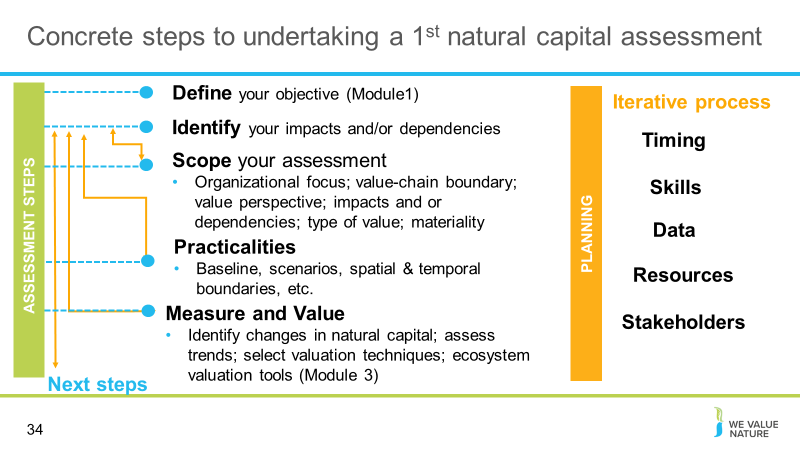 Concrete steps to undertaking a 1st natural capital assessment
ASSESSMENT STEPS
Define your objective (Module1)
Identify your impacts and/or dependencies
Scope your assessment
• Organizational focus; value-chain boundary;
value perspective; impacts and or
dependencies; type of value; materiality
Practicalities
• Baseline, scenarios, spatial & temporal
boundaries, etc.
Measure and Value
• Identify changes in natural capital; assess
trends; select valuation techniques; ecosystem
valuation tools (Module 3)
Next steps
PLANNING
Iterative process
Timing
Skills
Data
Resources
Stakeholders
34
WE VALUE
NATURE